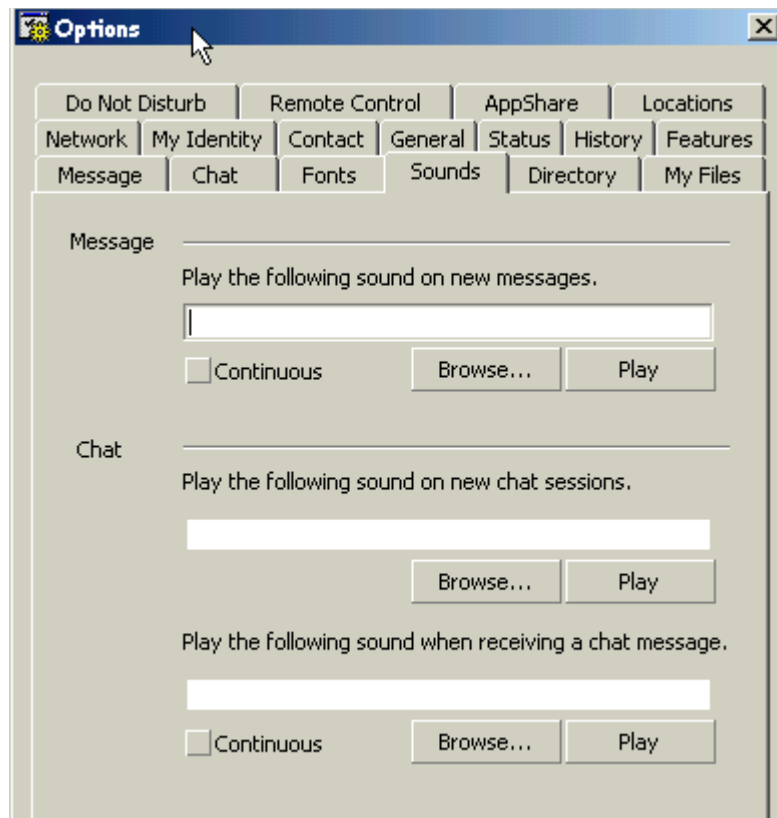 Options
Do Not Disturb Remote Control AppShare Locations
Network My Identity Contact General Status History Features
Message Chat Fonts Sounds Directory My Files
Message
Play the following sound on new messages.
Continuous Browse... Play
Chat
Play the following sound on new chat sessions.
Browse... Play
Play the following sound when receiving a chat message.
Continuous Browse... Play